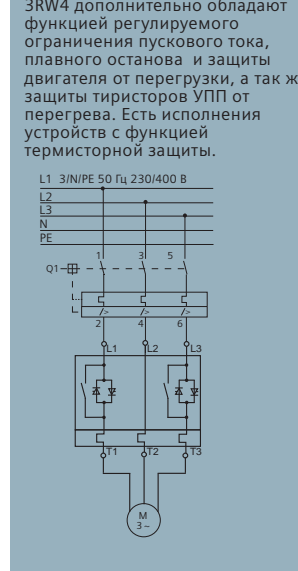 3RW4 дополнительно обладают
функцией регулируемого
ограничения пускового тока,
плавного останова и защиты
двигателя от перегрузки, а так ж
защиты тиристоров УПП от
перегрева. Есть исполнения
устройств с функцией
термисторной защиты.
L1 3/N/PE 50 Гц 230/400 В
L2
L3
N
PE
1 3 5
Q1
I> I> I>
2 4 6
L1 L2 L3
T1 T2 T3
M
3~